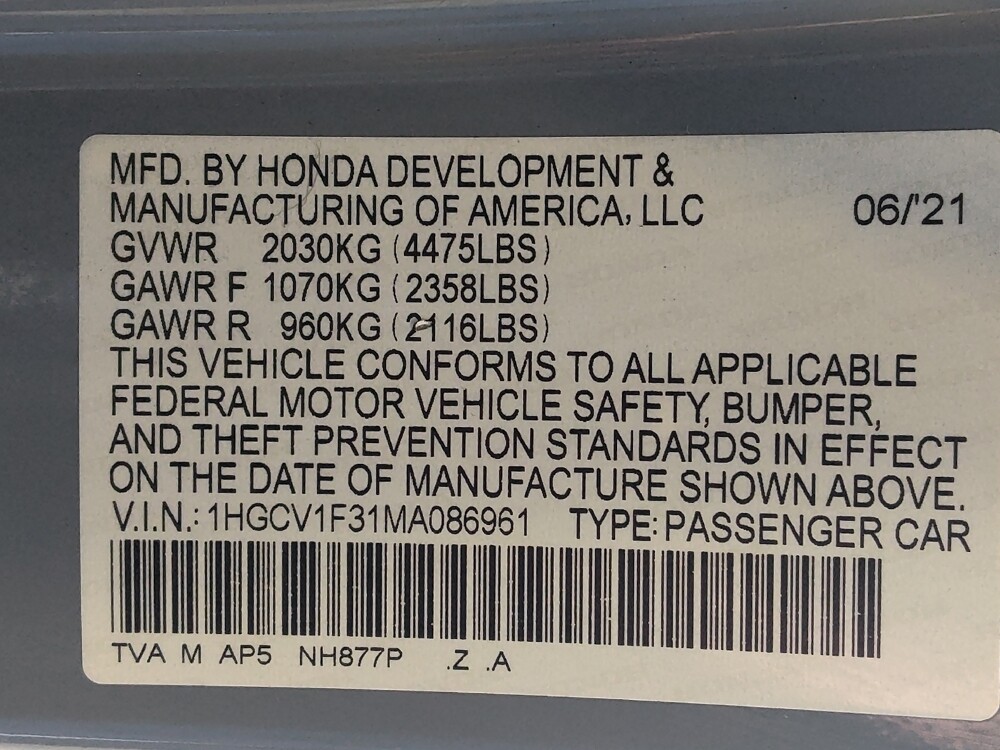 MFD. BY HONDA DEVELOPMENT &
MANUFACTURING OF AMERICA, LLC 06/'21
GVWR 2030KG (4475LBS)
GAWR F 1070KG (2358LBS)
GAWR R 960KG (2116LBS)
THIS VEHICLE CONFORMS TO ALL APPLICABLE
FEDERAL MOTOR VEHICLE SAFETY, BUMPER,
AND THEFT PREVENTION STANDARDS IN EFFECT
ON THE DATE OF MANUFACTURE SHOWN ABOVE.
V.I.N.: 1HGCV1F31MA086961 TYPE: PASSENGER CAR
TVA M AP5 NH877P .Z .A